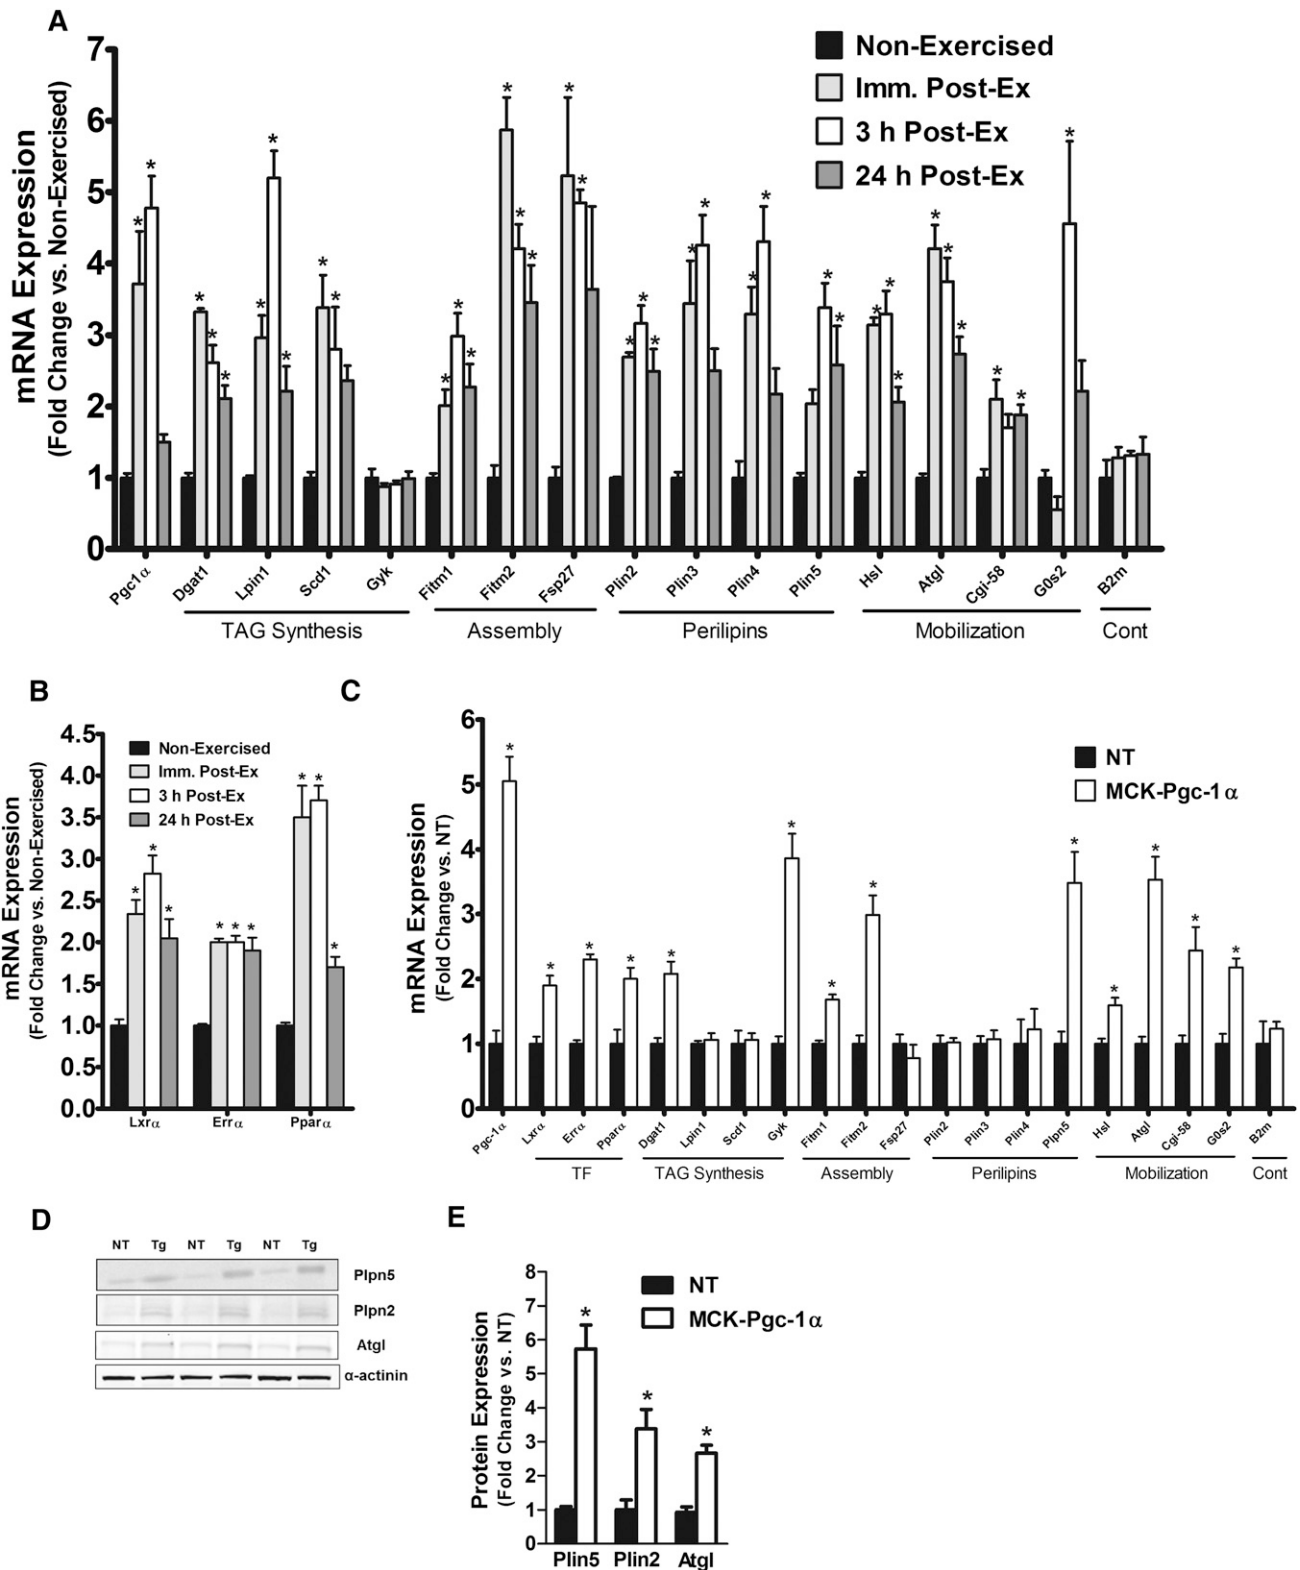 A
mRNA Expression
(Fold Change vs. Non-Exercised)
7
6
5
4
3
2
1
0
Non-Exercised
Imm. Post-Ex
3 h Post-Ex
24 h Post-Ex
* * * * * * * * * * * * * * * * * * * * * * * * * * * * * * * * * * * *
Pgc1α Dgat1 Lpin1 Scd1 Gyk Fitm1 Fitm2 Fsp27 Plin2 Plin3 Plin4 Plin5 Hsl Atgl Cgi-58 G0s2 B2m
TAG Synthesis Assembly Perilipins Mobilization Cont
B
mRNA Expression
(Fold Change vs. Non-Exercised)
4.5
4.0
3.5
3.0
2.5
2.0
1.5
1.0
0.5
0.0
Non-Exercised
Imm. Post-Ex
3 h Post-Ex
24 h Post-Ex
* * * * * * * * *
Lxrα Errα Pparα
C
mRNA Expression
(Fold Change vs. NT)
6
5
4
3
2
1
0
NT
MCK-Pgc-1α
* * * * * * * * * * * * *
Pgc-1α Lxrα Errα Pparα Dgat1 Lpin1 Scd1 Gyk Fitm1 Fitm2 Fsp27 Plin2 Plin3 Plin4 Plpn5 Hsl Atgl Cgi-58 G0s2 B2m
TF TAG Synthesis Assembly Perilipins Mobilization Cont
D
NT Tg NT Tg NT Tg
Plpn5
Plpn2
Atgl
α-actinin
E
Protein Expression
(Fold Change vs. NT)
8
7
6
5
4
3
2
1
0
NT
MCK-Pgc-1α
* * *
Plin5 Plin2 Atgl